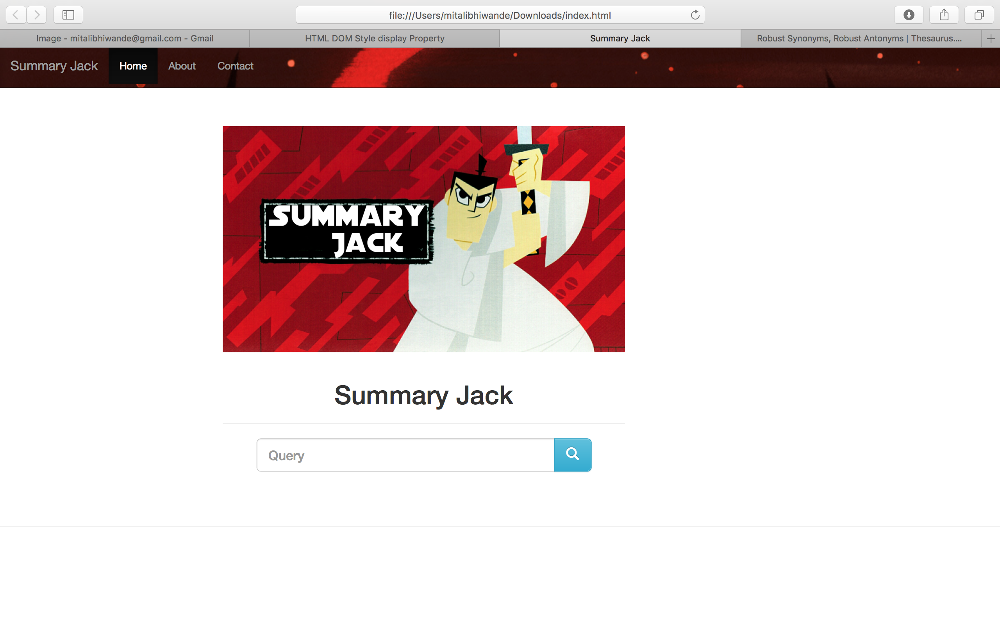 file:///Users/mitalibhiwande/Downloads/index.html
Image - mitalibhiwande@gmail.com - Gmail
HTML DOM Style display Property
Summary Jack
Robust Synonyms, Robust Antonyms | Thesaurus....
Summary Jack
Home
About
Contact
SUMMARY
JACK
Summary Jack
Query